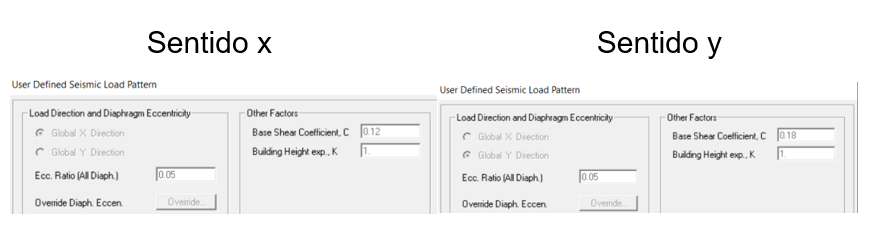 Sentido x
Sentido y
User Defined Seismic Load Pattern
Load Direction and Diaphragm Eccentricity
Global X Direction
Global Y Direction
Ecc. Ratio (All Diaph.) 0.05
Override Diaph. Eccen. Override...
Other Factors
Base Shear Coefficient, C 0.12
Building Height exp., K 1.
User Defined Seismic Load Pattern
Load Direction and Diaphragm Eccentricity
Global X Direction
Global Y Direction
Ecc. Ratio (All Diaph.) 0.05
Override Diaph. Eccen. Override...
Other Factors
Base Shear Coefficient, C 0.18
Building Height exp., K 1.